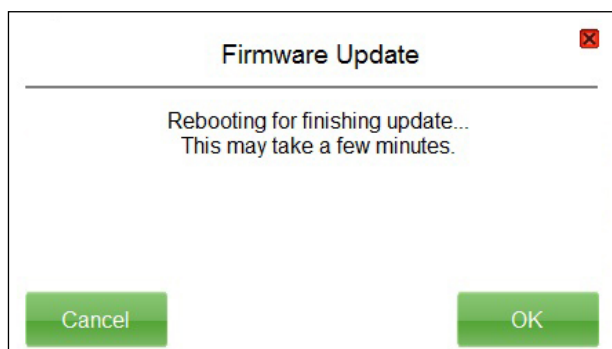 Firmware Update
Rebooting for finishing update...
This may take a few minutes.
Cancel
OK